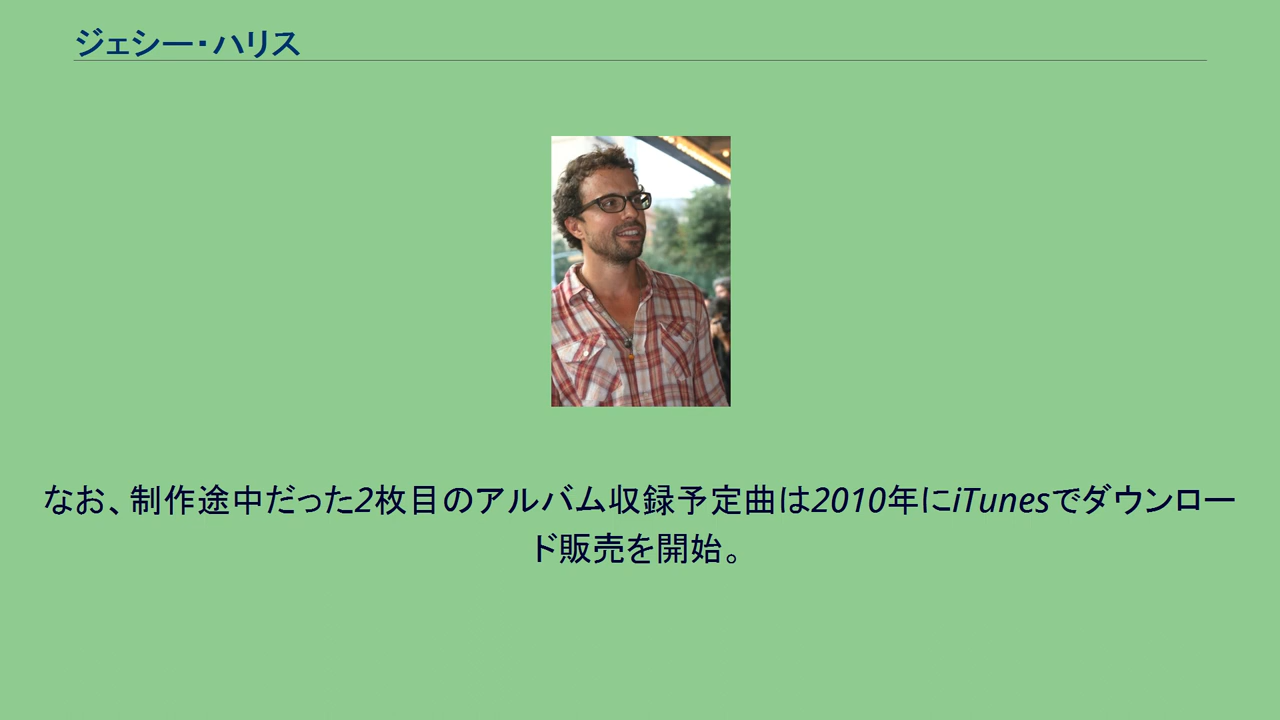 ジェシー・ハリス
なお、制作途中だった2枚目のアルバム収録予定曲は2010年にiTunesでダウンロー
ド販売を開始。